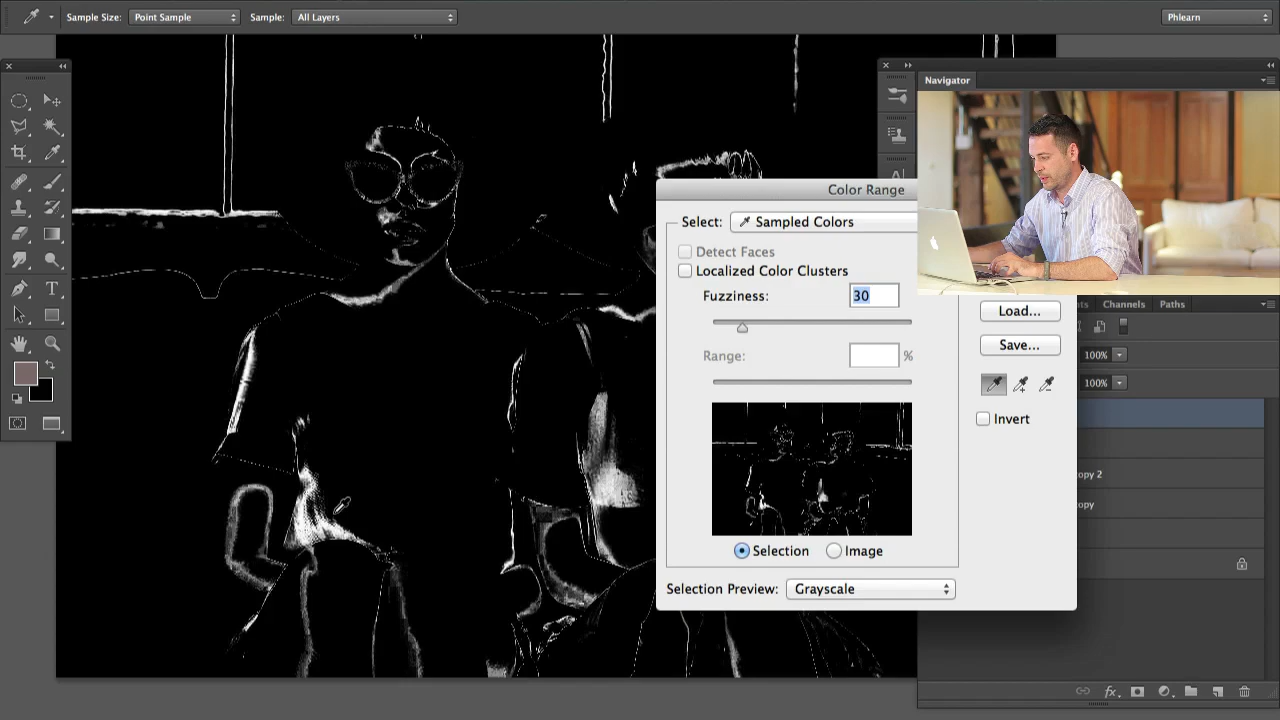 Sample Size: Point Sample Sample: All Layers Phlearn
Navigator
Color Range
Select: Sampled Colors
Detect Faces
Localized Color Clusters
Fuzziness: 30
Range: %
Load...
Save...
Invert
Selection Image
Selection Preview: Grayscale
Channels Paths
100%
100%
opy 2
opy
fx
T